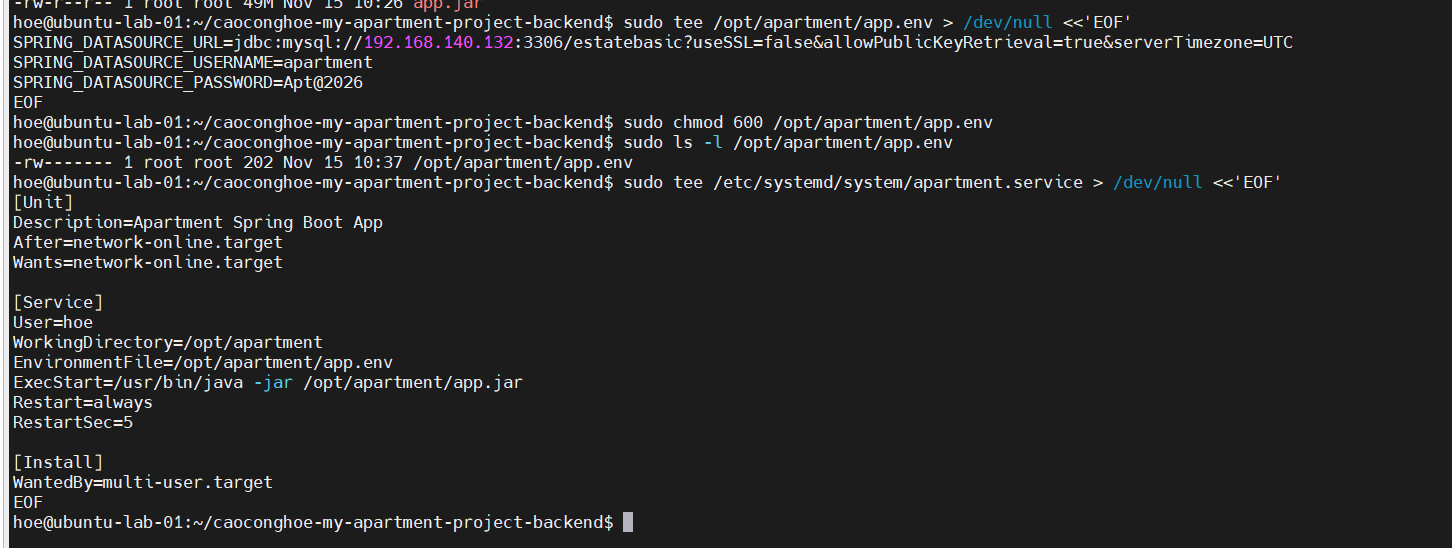 -rw-r--r-- 1 root root 49M Nov 15 10:26 app.jar
hoe@ubuntu-lab-01:~/caoconghoe-my-apartment-project-backend$ sudo tee /opt/apartment/app.env > /dev/null <<'EOF'
SPRING_DATASOURCE_URL=jdbc:mysql://192.168.140.132:3306/estatebasic?useSSL=false&allowPublicKeyRetrieval=true&serverTimezone=UTC
SPRING_DATASOURCE_USERNAME=apartment
SPRING_DATASOURCE_PASSWORD=Apt@2026
EOF
hoe@ubuntu-lab-01:~/caoconghoe-my-apartment-project-backend$ sudo chmod 600 /opt/apartment/app.env
hoe@ubuntu-lab-01:~/caoconghoe-my-apartment-project-backend$ sudo ls -l /opt/apartment/app.env
-rw------- 1 root root 202 Nov 15 10:37 /opt/apartment/app.env
hoe@ubuntu-lab-01:~/caoconghoe-my-apartment-project-backend$ sudo tee /etc/systemd/system/apartment.service > /dev/null <<'EOF'
[Unit]
Description=Apartment Spring Boot App
After=network-online.target
Wants=network-online.target

[Service]
User=hoe
WorkingDirectory=/opt/apartment
EnvironmentFile=/opt/apartment/app.env
ExecStart=/usr/bin/java -jar /opt/apartment/app.jar
Restart=always
RestartSec=5

[Install]
WantedBy=multi-user.target
EOF
hoe@ubuntu-lab-01:~/caoconghoe-my-apartment-project-backend$